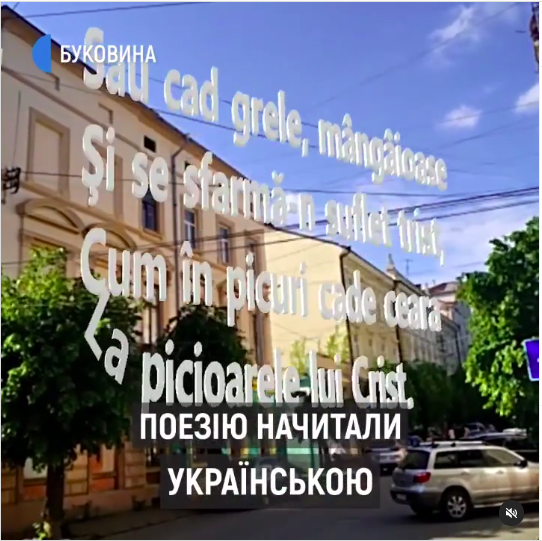 БУКОВИНА
Sau cad grele, mângâioase
Şi se sfarmă-n suflet trist,
Cum în picuri cade ceara
La picioarele-lui Crist.
ПОЕЗІЮ НАЧИТАЛИ
УКРАЇНСЬКОЮ